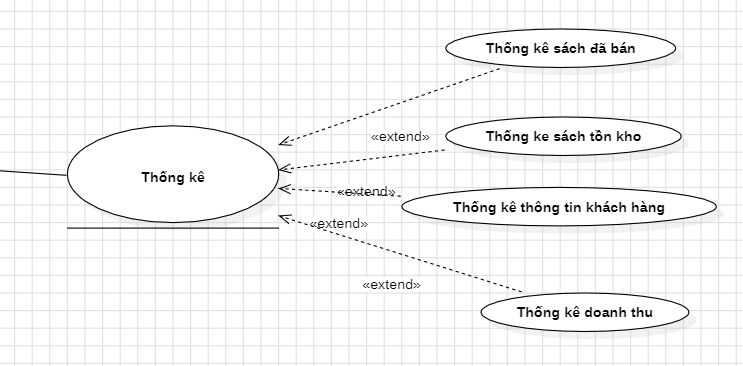 Thống kê sách đã bán
«extend»
Thống ke sách tồn kho
Thống kê
«extend»
Thống kê thông tin khách hàng
«extend»
«extend»
Thống kê doanh thu